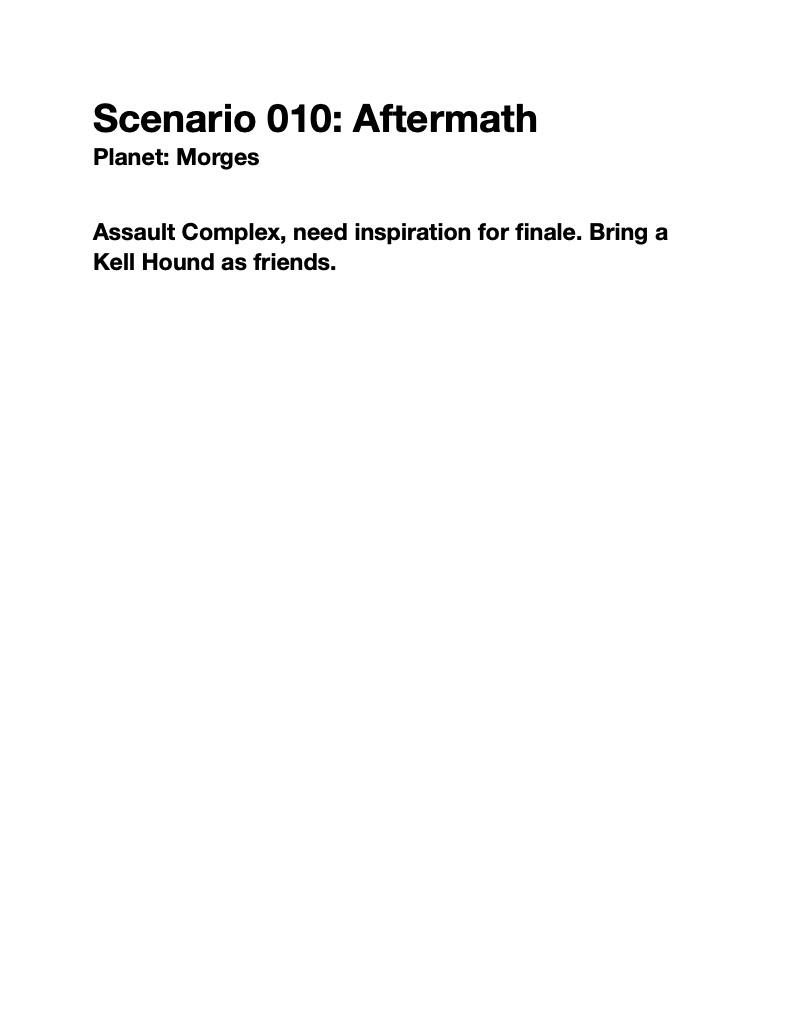 Scenario 010: Aftermath
Planet: Morges
Assault Complex, need inspiration for finale. Bring a
Kell Hound as friends.